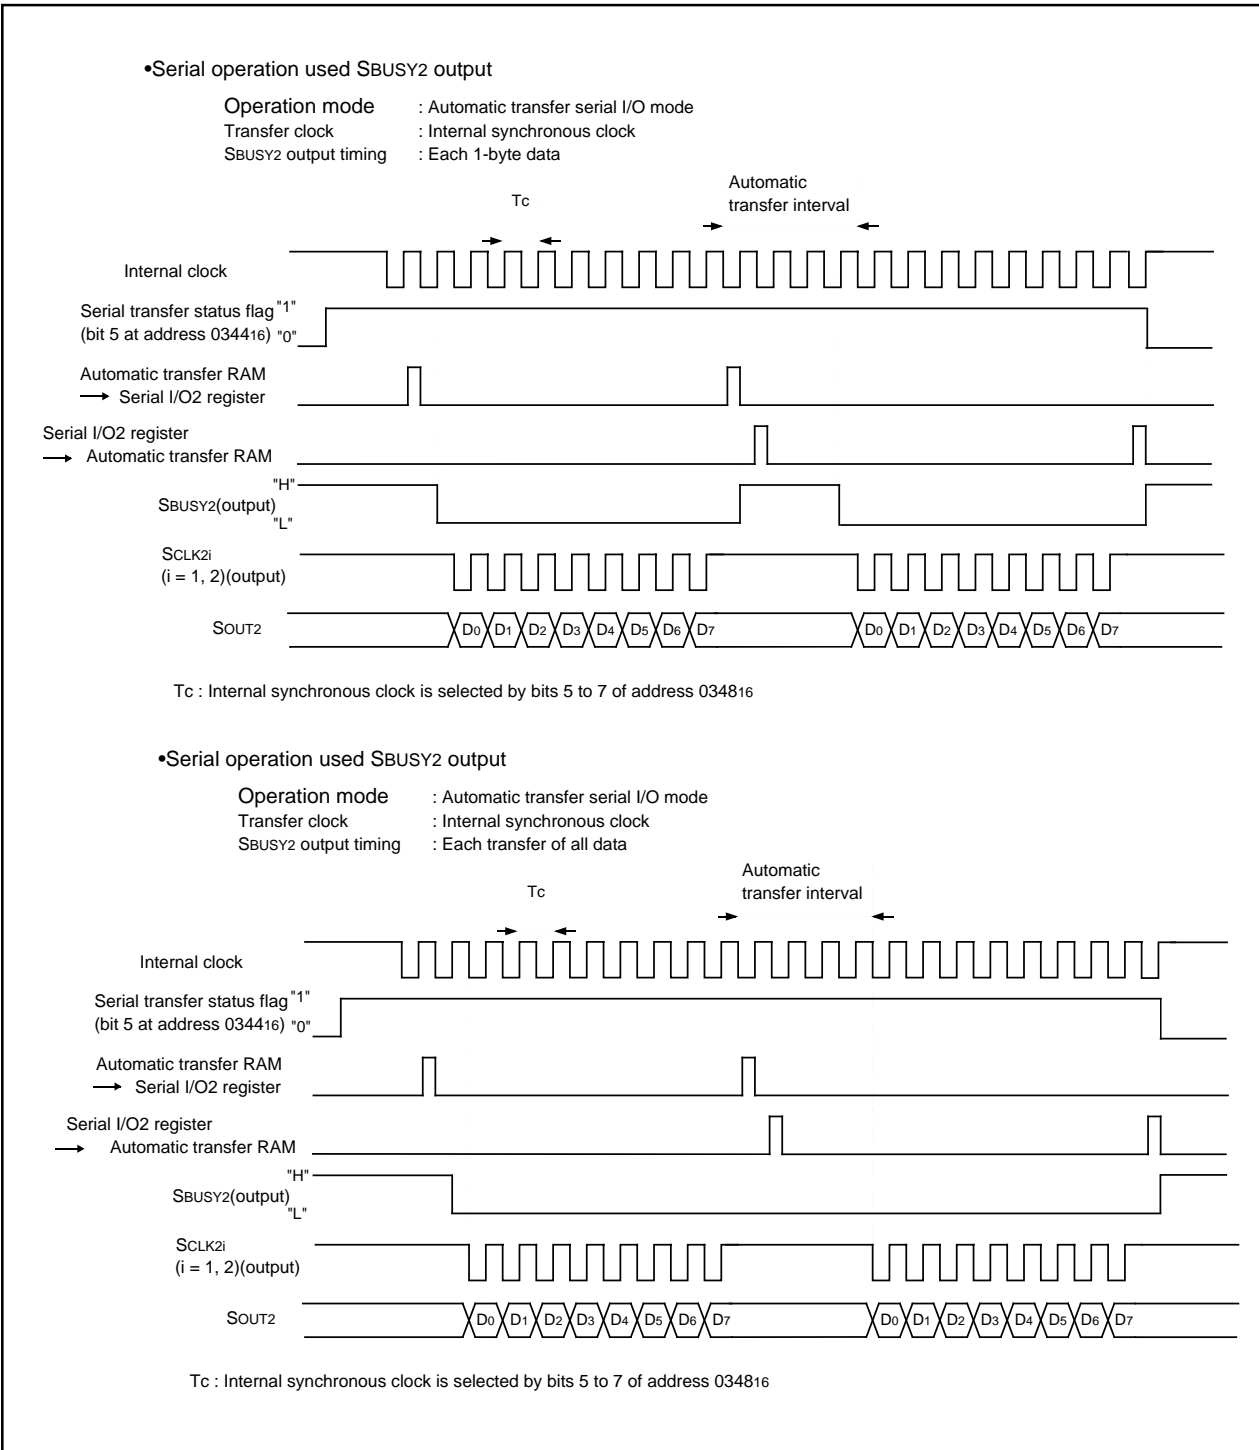 •Serial operation used SBUSY2 output
Operation mode : Automatic transfer serial I/O mode
Transfer clock : Internal synchronous clock
SBUSY2 output timing : Each 1-byte data
Automatic
transfer interval
Tc
Internal clock
Serial transfer status flag "1"
(bit 5 at address 034416) "0"
Automatic transfer RAM
→ Serial I/O2 register
Serial I/O2 register
→ Automatic transfer RAM
"H"
SBUSY2(output)
"L"
SCLK2i
(i = 1, 2)(output)
SOUT2 D0 D1 D2 D3 D4 D5 D6 D7 D0 D1 D2 D3 D4 D5 D6 D7
Tc : Internal synchronous clock is selected by bits 5 to 7 of address 034816
•Serial operation used SBUSY2 output
Operation mode : Automatic transfer serial I/O mode
Transfer clock : Internal synchronous clock
SBUSY2 output timing : Each transfer of all data
Automatic
transfer interval
Tc
Internal clock
Serial transfer status flag "1"
(bit 5 at address 034416) "0"
Automatic transfer RAM
→ Serial I/O2 register
Serial I/O2 register
→ Automatic transfer RAM
"H"
SBUSY2(output)
"L"
SCLK2i
(i = 1, 2)(output)
SOUT2 D0 D1 D2 D3 D4 D5 D6 D7 D0 D1 D2 D3 D4 D5 D6 D7
Tc : Internal synchronous clock is selected by bits 5 to 7 of address 034816